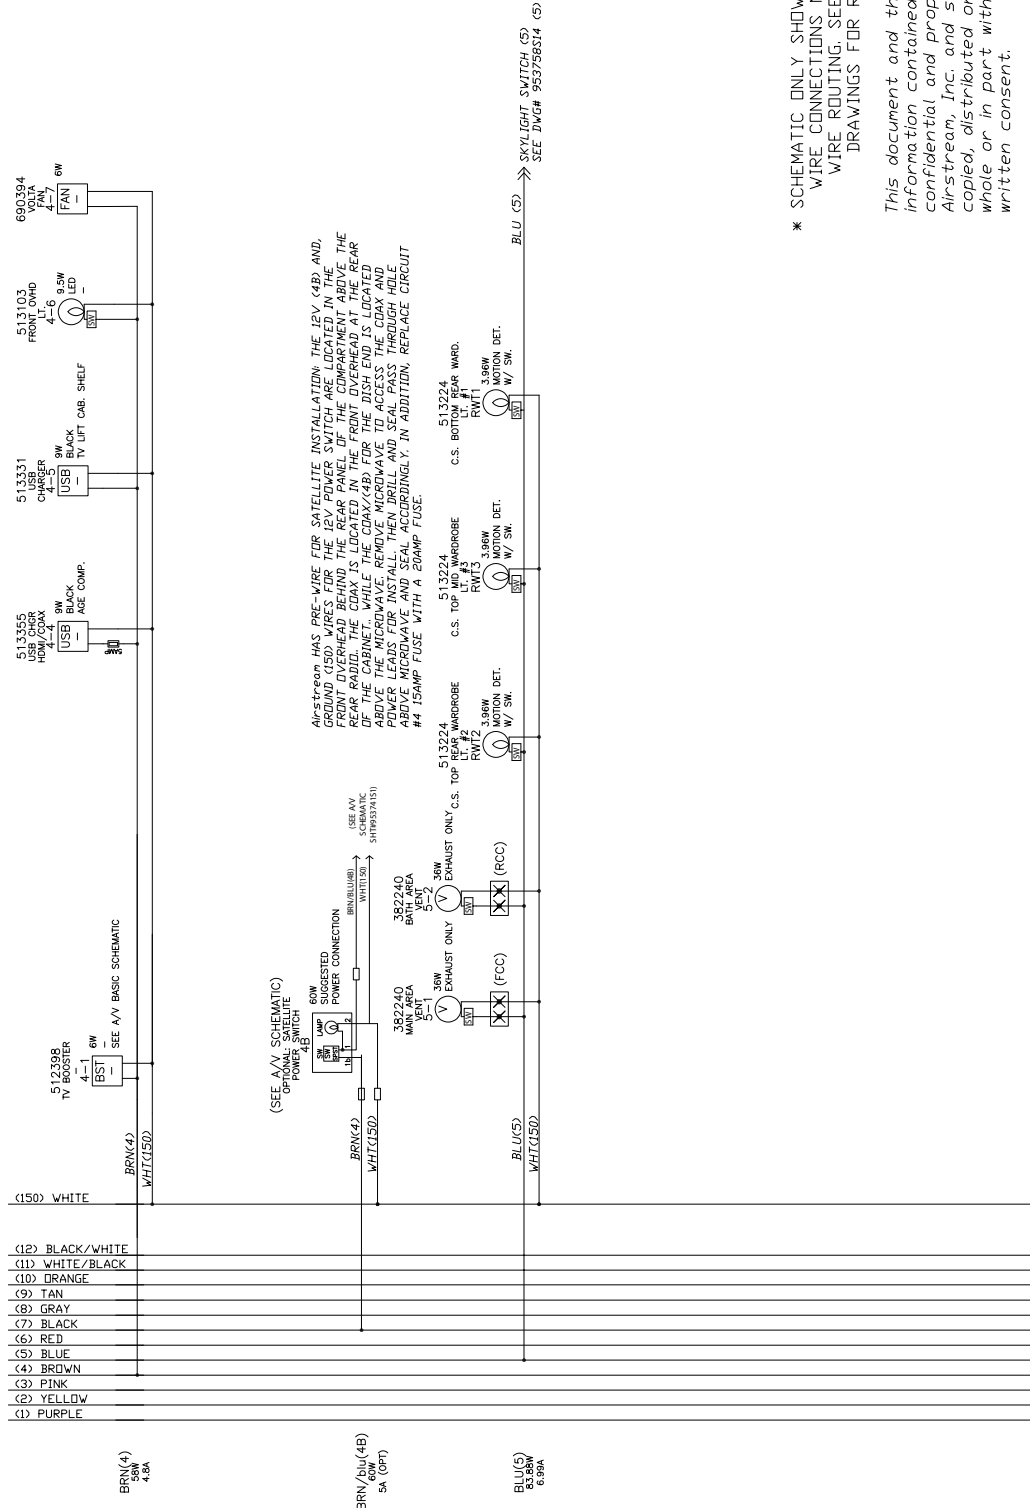 690394
VOLTA
FAN
4-7
FAN
–
6W
513103
FRONT OVHD
LT.
4-6
9.5W
LED
–
SW
513331
USB
CHARGER
4-5
USB
–
9W
BLACK
TV LIFT CAB. SHELF
513355
USB CHGR
HDMI/COAX
4-4
USB
–
9W
BLACK
AGE COMP.
512398
TV BOOSTER
4-1
BST
–
6W
–
SEE A/V BASIC SCHEMATIC
BRN(4)
WHT(150)
Airstream HAS PRE-WIRE FOR SATELLITE INSTALLATION: THE 12V (4B) AND,
GROUND (150) WIRES FOR THE 12V POWER SWITCH ARE LOCATED IN THE
FRONT OVERHEAD BEHIND THE REAR PANEL OF THE COMPARTMENT ABOVE THE
REAR RADIO. THE COAX IS LOCATED IN THE FRONT OVERHEAD AT THE REAR
OF THE CABINET. WHILE THE COAX/(4B) FOR THE DISH END IS LOCATED
ABOVE THE MICROWAVE. REMOVE MICROWAVE TO ACCESS THE COAX AND
POWER LEADS FOR INSTALL. THEN DRILL AND SEAL PASS THROUGH HOLE
ABOVE MICROWAVE AND SEAL ACCORDINGLY. IN ADDITION, REPLACE CIRCUIT
#4 15AMP FUSE WITH A 20AMP FUSE.
(SEE A/V SCHEMATIC)
OPTIONAL: SATELLITE
POWER SWITCH
4B
60W
SUGGESTED
POWER CONNECTION
SW
LAMP
SW
SPST
1b
1
2
BRN/BLU(4B)
WHT(150)
(SEE A/V
SCHEMATIC
SHT#953741S1)
BRN(4)
WHT(150)
SKYLIGHT SWITCH (5)
SEE DWG# 953758S14 (5)
BLU (5)
513224
C.S. BOTTOM REAR WARD.
LT. #1
RWT1
3.96W
MOTION DET.
W/ SW.
SW
513224
C.S. TOP MID WARDROBE
LT. #3
RWT3
3.96W
MOTION DET.
W/ SW.
SW
513224
C.S. TOP REAR WARDROBE
LT. #2
RWT2
3.96W
MOTION DET.
W/ SW.
SW
382240
BATH AREA
VENT
5-2
V
36W
EXHAUST ONLY
SW
(RCC)
382240
MAIN AREA
VENT
5-1
V
36W
EXHAUST ONLY
SW
(FCC)
BLU(5)
WHT(150)
* SCHEMATIC ONLY SHOW
WIRE CONNECTIONS N
WIRE ROUTING. SEE
DRAWINGS FOR R
This document and th
information contained
confidential and prop
Airstream, Inc. and s
copied, distributed or
whole or in part with
written consent.
(150) WHITE
(12) BLACK/WHITE
(11) WHITE/BLACK
(10) ORANGE
(9) TAN
(8) GRAY
(7) BLACK
(6) RED
(5) BLUE
(4) BROWN
(3) PINK
(2) YELLOW
(1) PURPLE
BRN(4)
58W
4.8A
BRN/blu(4B)
60W
5A (OPT)
BLU(5)
83.88W
6.99A